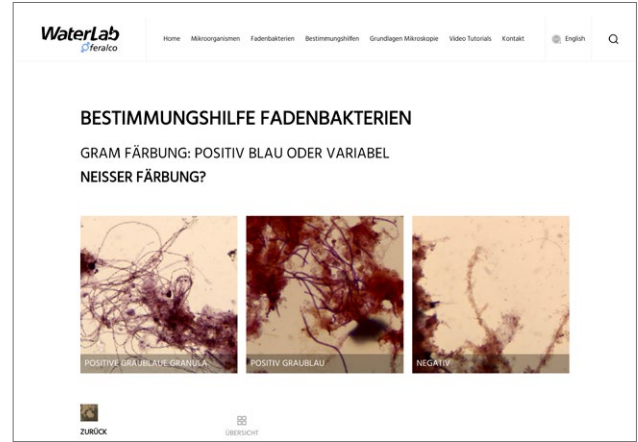 WaterLab
feralco
Home Mikroorganismen Fadenbakterien Bestimmungshilfen Grundlagen Mikroskopie Video Tutorials Kontakt English
BESTIMMUNGSHILFE FADENBAKTERIEN
GRAM FÄRBUNG: POSITIV BLAU ODER VARIABEL
NEISSER FÄRBUNG?
POSITIVE GRAUBLAUE GRANULA POSITIV GRAUBLAU NEGATIV
ZURÜCK ÜBERSICHT